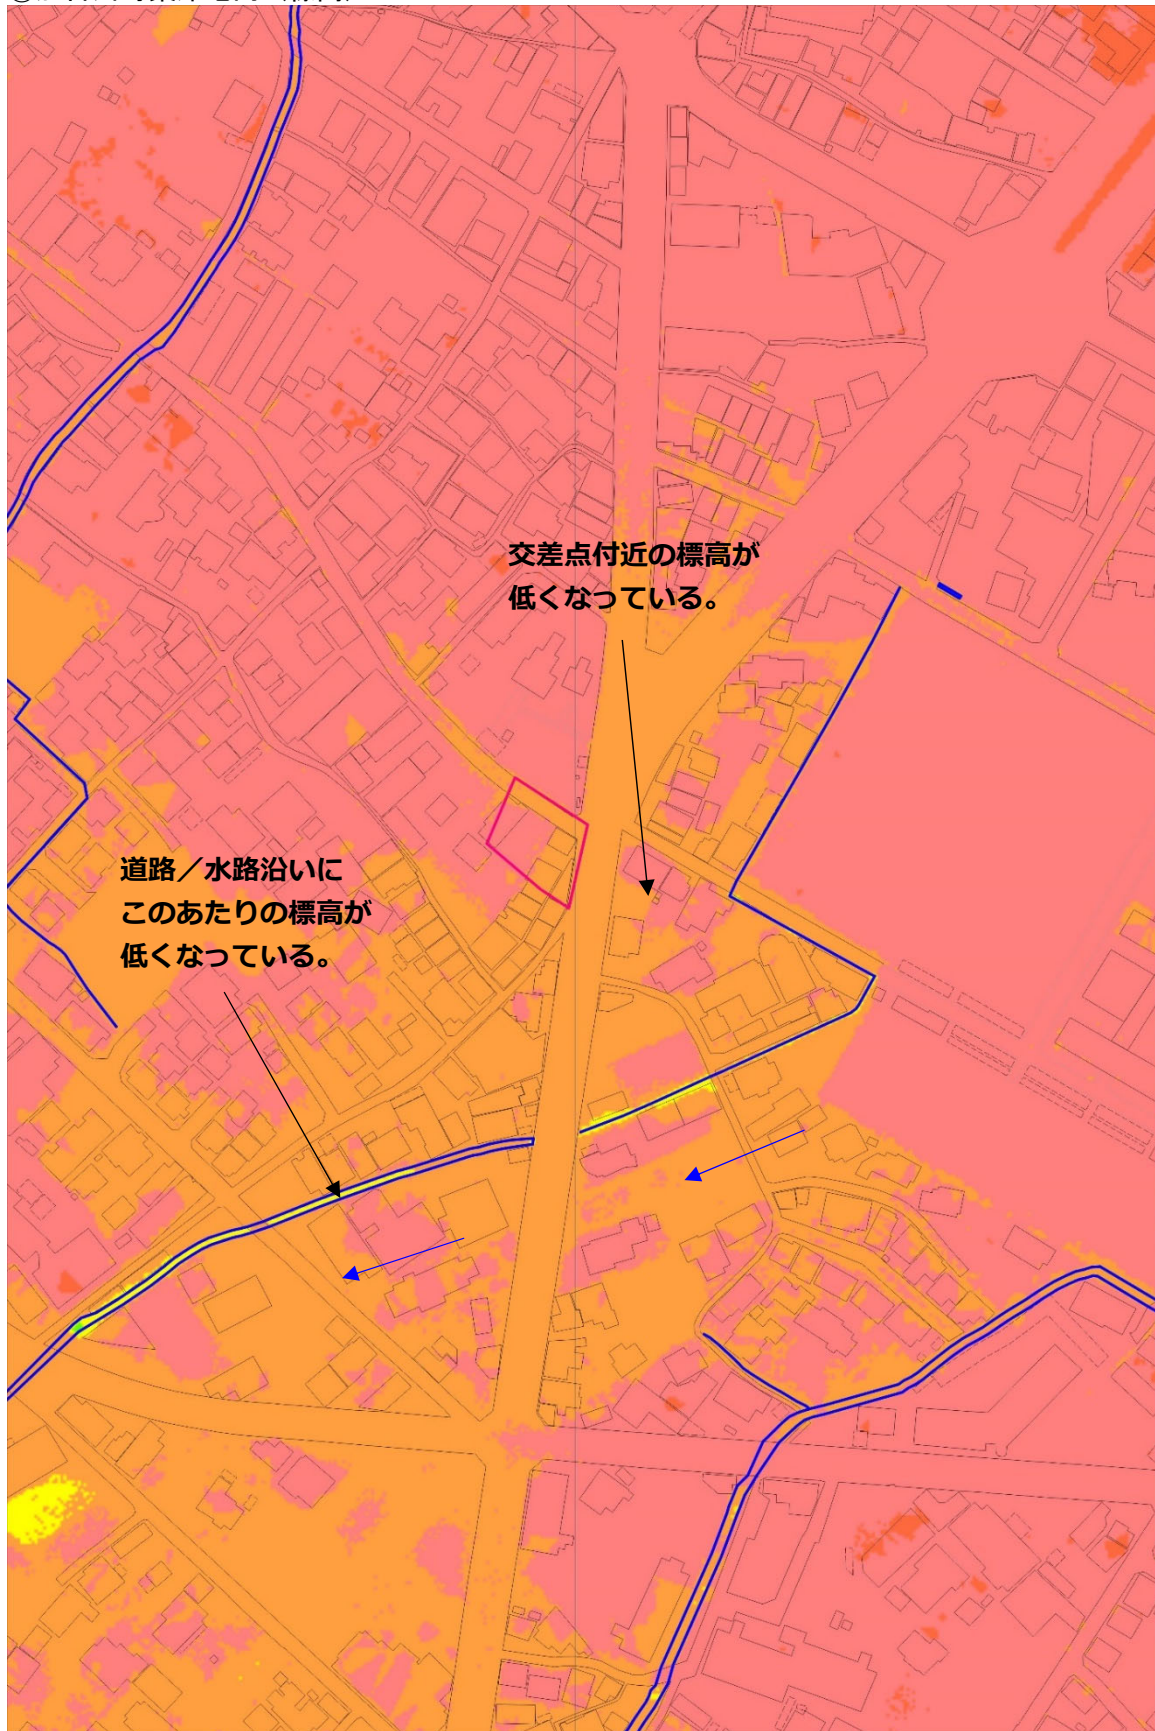 交差点付近の標高が
低くなっている。
道路／水路沿いに
このあたりの標高が
低くなっている。